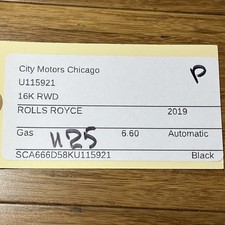 City Motors Chicago
P
U115921
16K RWD
ROLLS ROYCE 2019
Gas 6.60 Automatic
U25
SCA666D58KU115921
Black